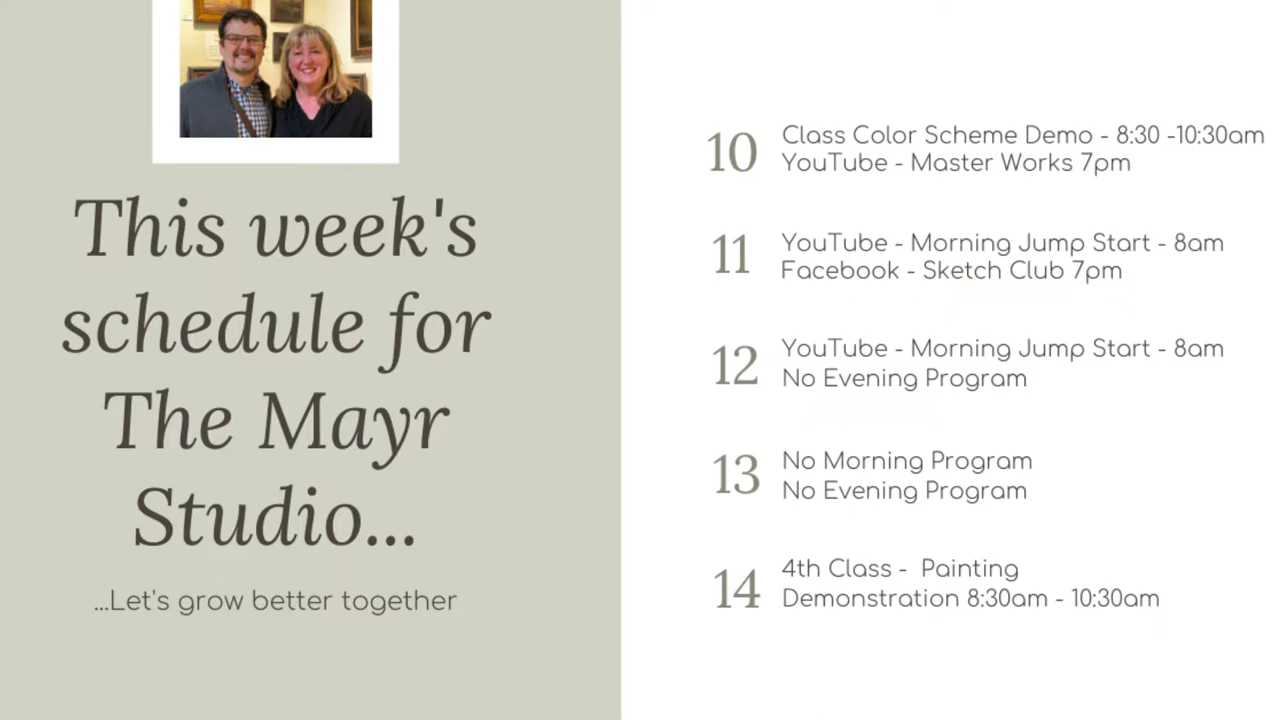 This week's
schedule for
The Mayr
Studio...
...Let's grow better together
10
Class Color Scheme Demo - 8:30 -10:30am
YouTube - Master Works 7pm
11
YouTube - Morning Jump Start - 8am
Facebook - Sketch Club 7pm
12
YouTube - Morning Jump Start - 8am
No Evening Program
13
No Morning Program
No Evening Program
14
4th Class -  Painting
Demonstration 8:30am - 10:30am